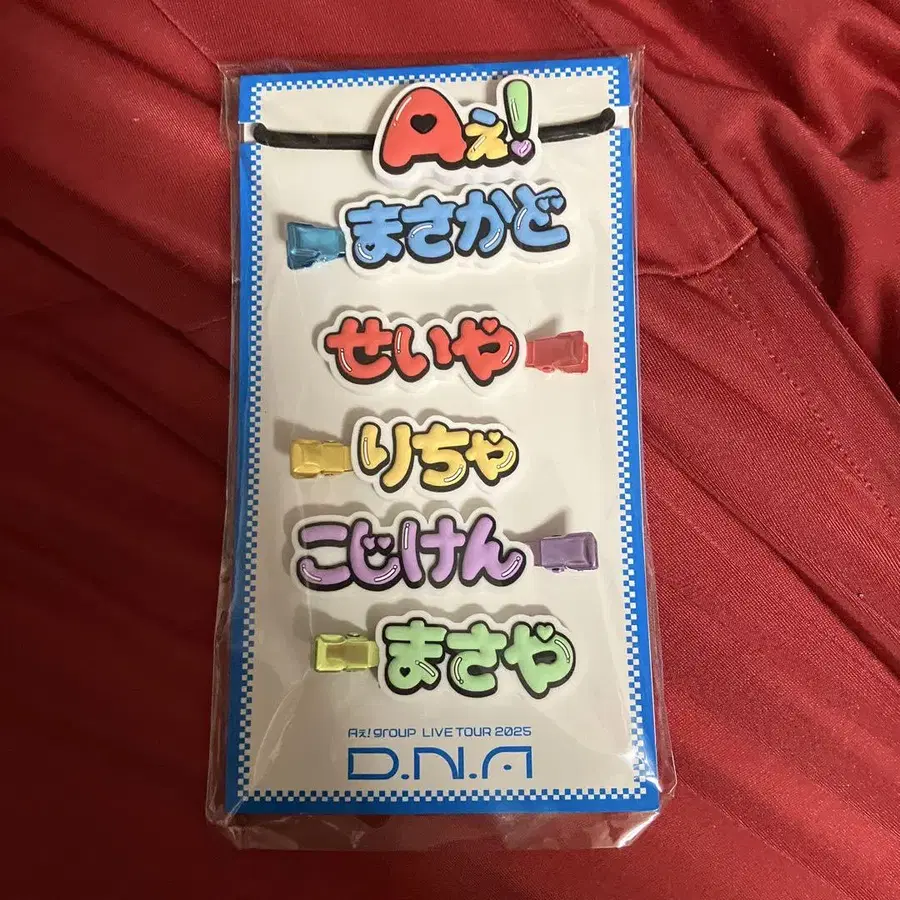 Aぇ!
まさかど
せいや
りちゃ
こじけん
まさや
Aぇ! group LIVE TOUR 2025
D.N.A